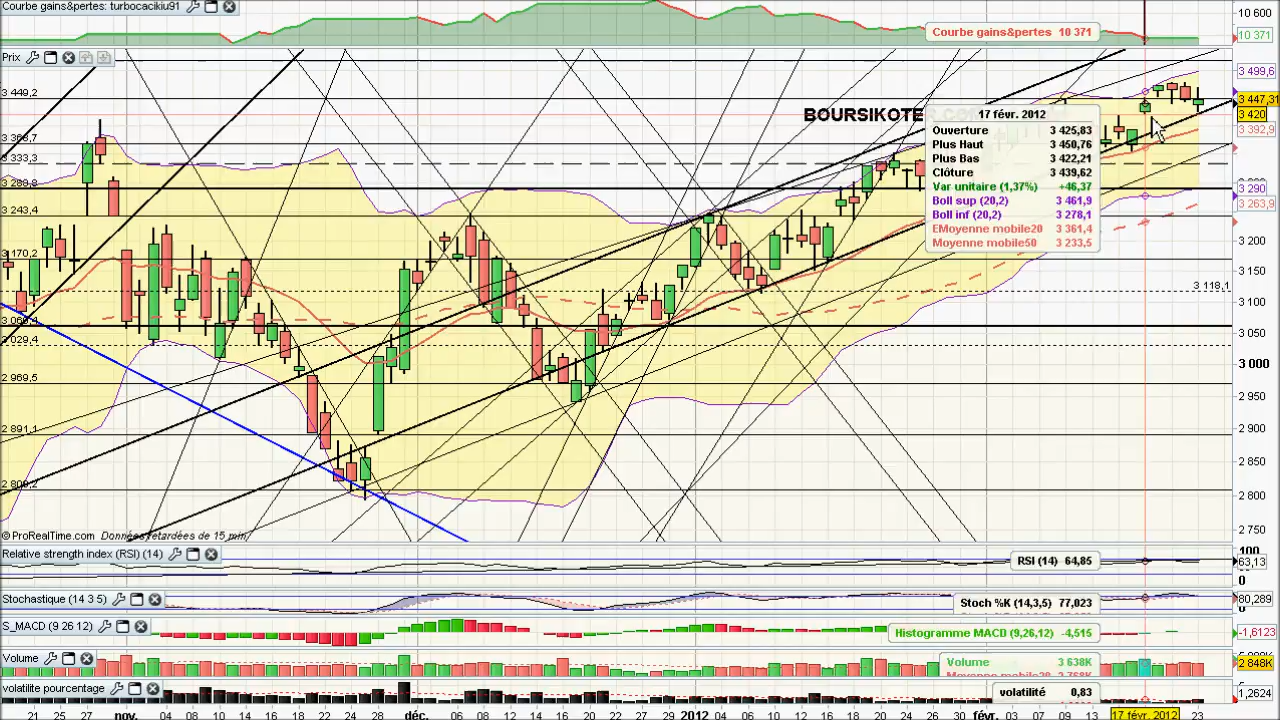 Courbe gains&pertes: turbocacikiu91
10 600
Courbe gains&pertes 10 371
10 371
Prix
3 499,6
3 449,2
3 447,31
BOURSIKOTE
3 420
17 févr. 2012
3 392,9
Ouverture 3 425,83
Plus Haut 3 450,76
3 333,3
Plus Bas 3 422,21
Clôture 3 439,62
Var unitaire (1,37%) +46,37
3 290
Boll sup (20,2) 3 461,9
3 263,9
3 243,4
Boll inf (20,2) 3 278,1
EMoyenne mobile20 3 361,4
3 200
Moyenne mobile50 3 233,5
3 170,2
3 150
3 119,1
3 100
3 050
3 029,4
3 000
2 969,5
2 950
2 900
2 891,1
2 850
2 800
2 750
© ProRealTime.com Données retardées de 15 min
Relative strength index (RSI) (14)
100
RSI (14) 64,85
63,13
0
Stochastique (14 3 5)
Stoch %K (14,3,5) 77,023
80,289
S_MACD (9 26 12)
Histogramme MACD (9,26,12) -4,515
-1,6123
Volume
Volume 3 638K
2 848K
volatilite pourcentage
volatilité 0,83
1,2624
21 25 27 nov. 04 08 10 14 16 18 22 24 28 déc. 06 08 12 14 16 20 22 26 28 30 2012 04 06 10 12 16 18 20 24 26 30 févr. 03 07 09 13 17 févr. 2012 23